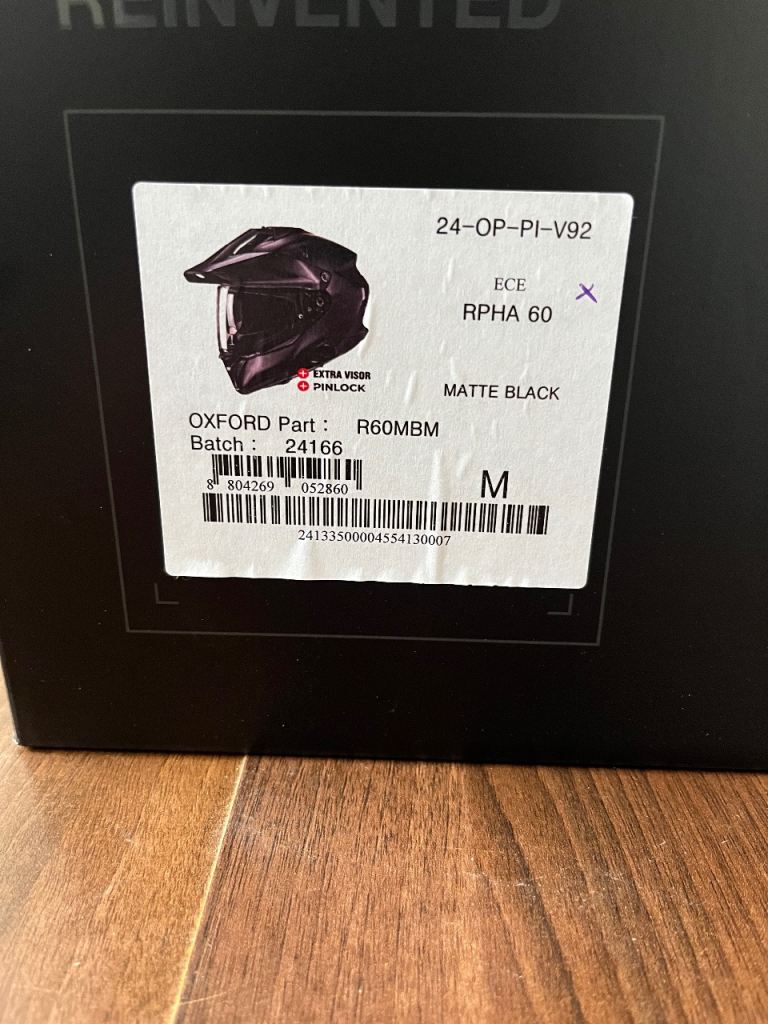 REINVENTED
24-OP-PI-V92
ECE
RPHA 60
EXTRA VISOR
PINLOCK
MATTE BLACK
OXFORD Part : R60MBM
Batch : 24166
8 804269 052860
M
24133500004554130007